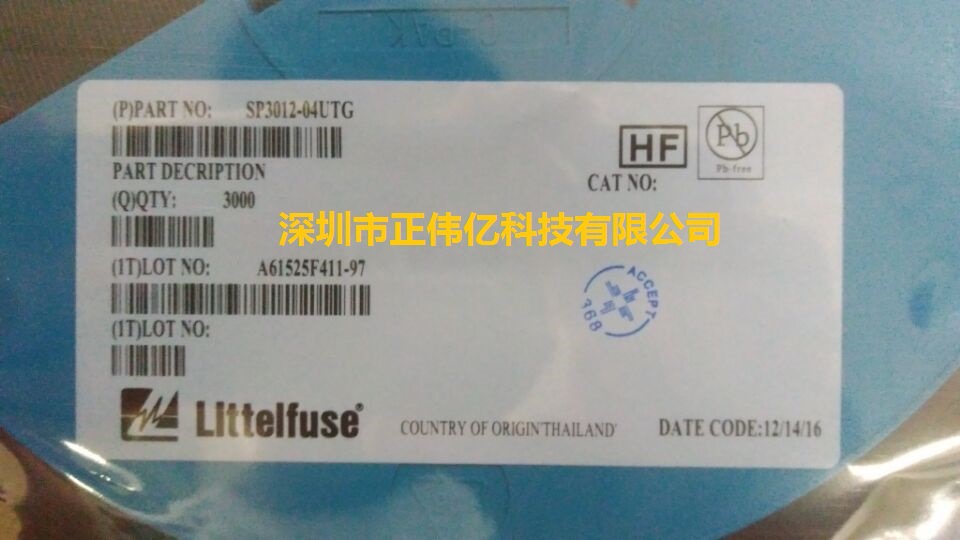 (P)PART NO: SP3012-04UTG
HF
Pb
Pb-free
PART DECRIPTION
CAT NO:
(Q)QTY: 3000
深圳市正伟亿科技有限公司
(1T)LOT NO: A61525F411-97
ACCEPT
368
(1T)LOT NO:
Littelfuse®
COUNTRY OF ORIGIN'THAILAND'
DATE CODE:12/14/16